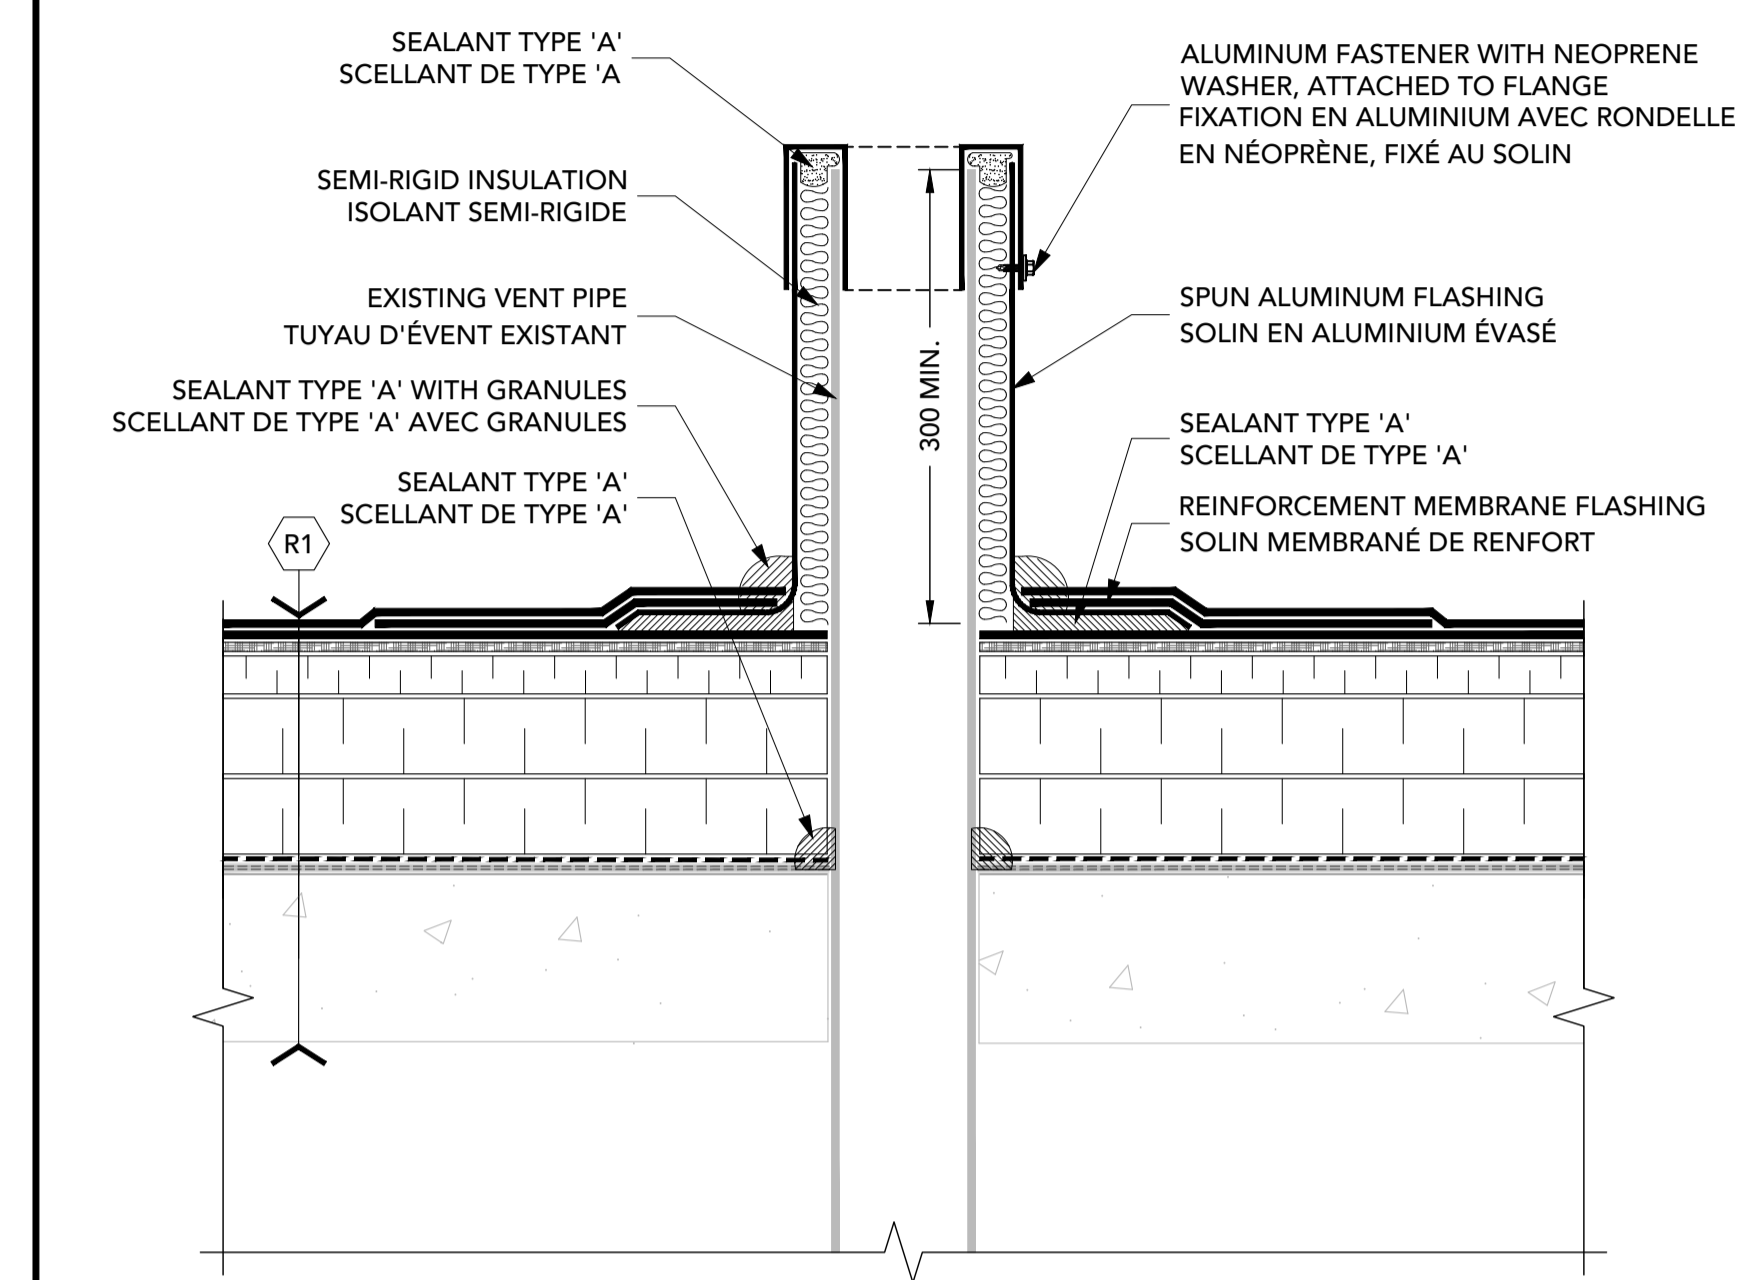 SEALANT TYPE 'A'
SCELLANT DE TYPE 'A
SEMI-RIGID INSULATION
ISOLANT SEMI-RIGIDE
EXISTING VENT PIPE
TUYAU D'ÉVENT EXISTANT
SEALANT TYPE 'A' WITH GRANULES
SCELLANT DE TYPE 'A' AVEC GRANULES
SEALANT TYPE 'A'
SCELLANT DE TYPE 'A'
R1
300 MIN.
ALUMINUM FASTENER WITH NEOPRENE
WASHER, ATTACHED TO FLANGE
FIXATION EN ALUMINIUM AVEC RONDELLE
EN NÉOPRÈNE, FIXÉ AU SOLIN
SPUN ALUMINUM FLASHING
SOLIN EN ALUMINIUM ÉVASÉ
SEALANT TYPE 'A'
SCELLANT DE TYPE 'A'
REINFORCEMENT MEMBRANE FLASHING
SOLIN MEMBRANÉ DE RENFORT